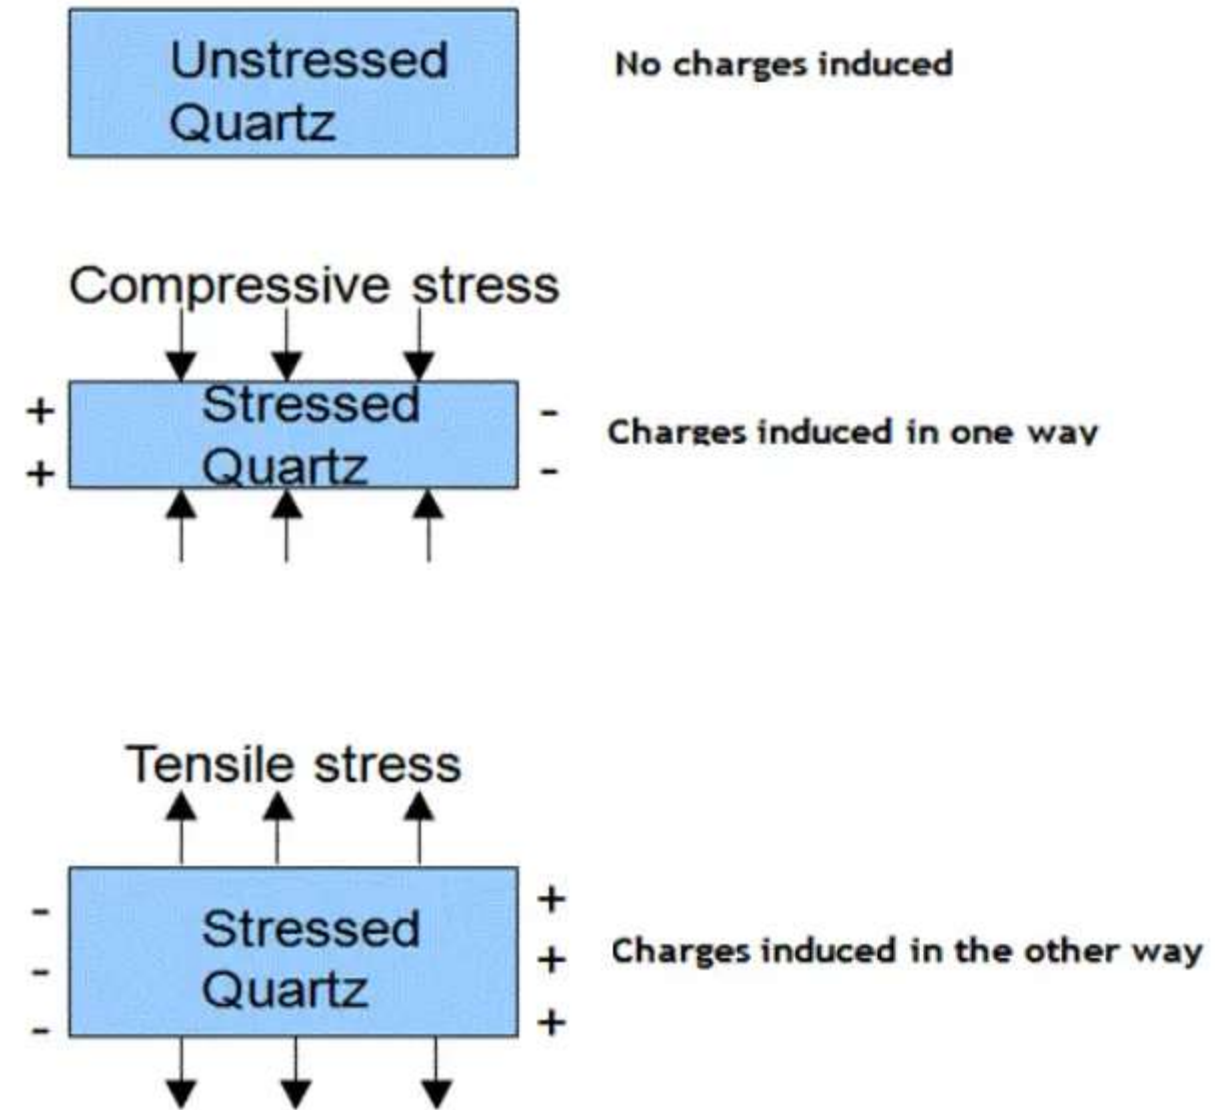 Unstressed
Quartz
No charges induced
Compressive stress
+ Stressed -
+ Quartz -
Charges induced in one way
Tensile stress
- +
Stressed
- +
Quartz
- +
Charges induced in the other way